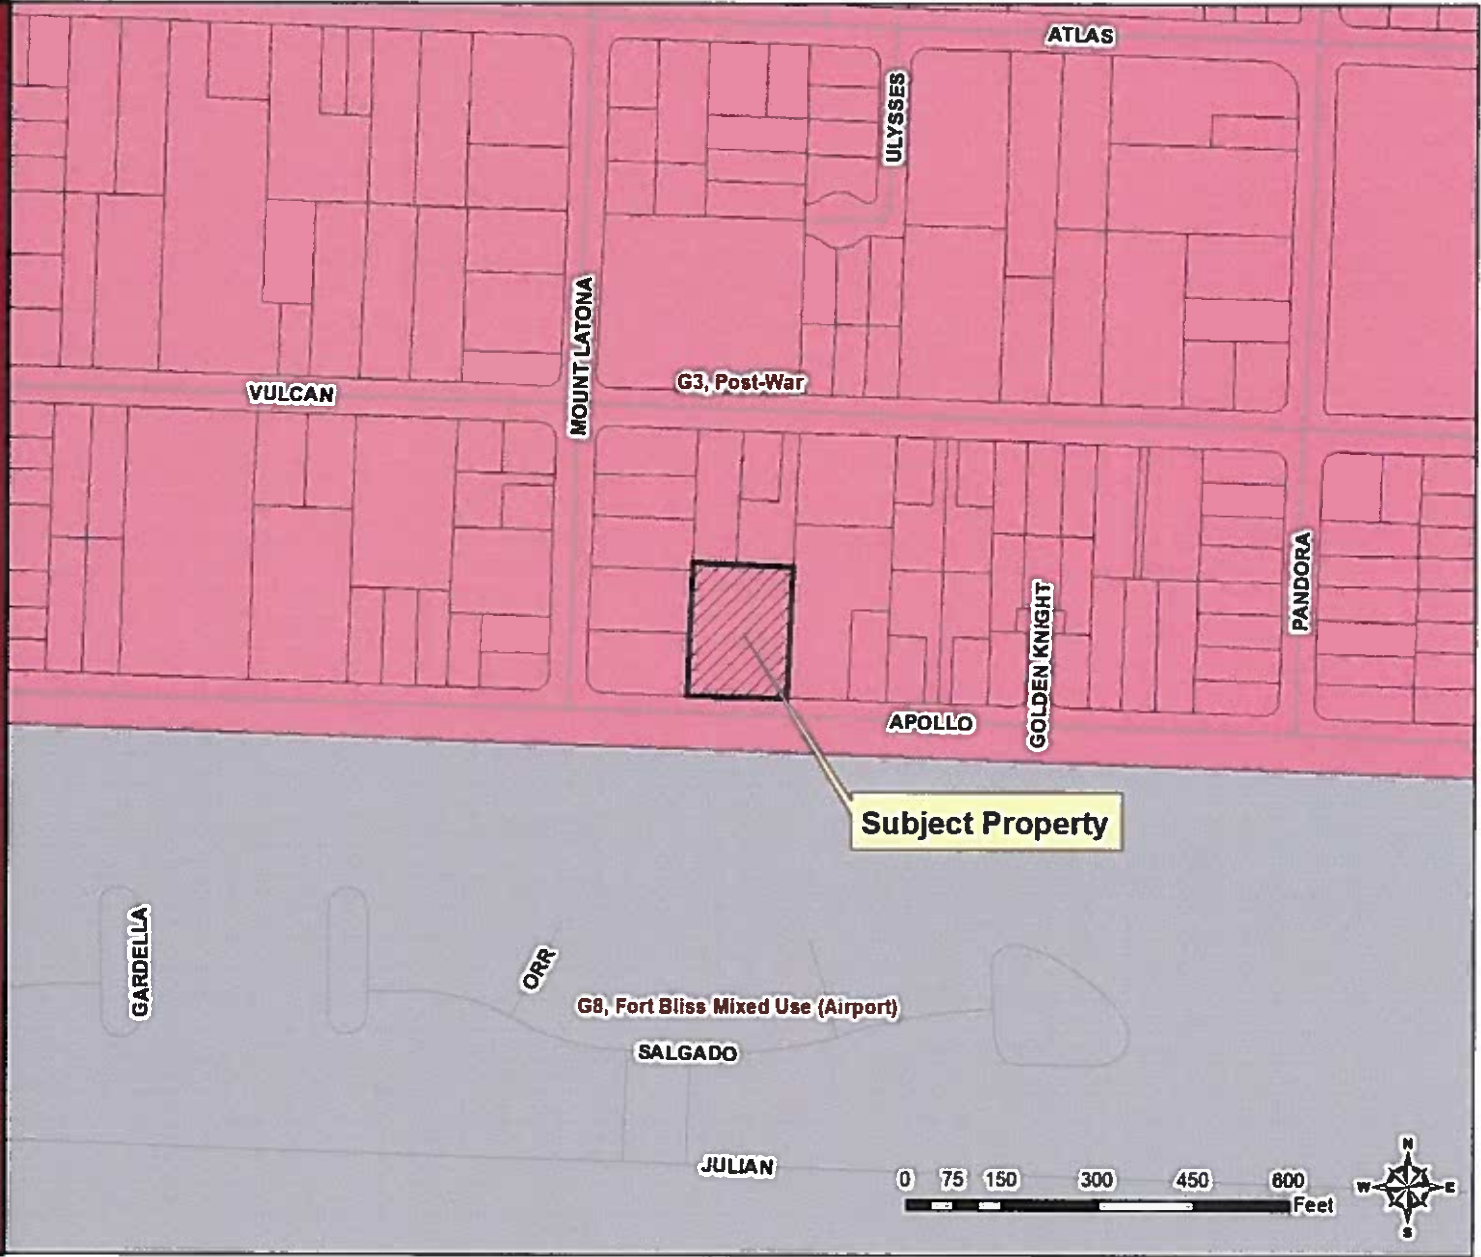 ATLAS
ULYSSES
MOUNT LATONA
G3, Post-War
VULCAN
PANDORA
GOLDEN KNIGHT
APOLLO
Subject Property
GARDELLA
ORR
G8, Fort Bliss Mixed Use (Airport)
SALGADO
JULIAN
0 75 150 300 450 600
Feet
N
W E
S